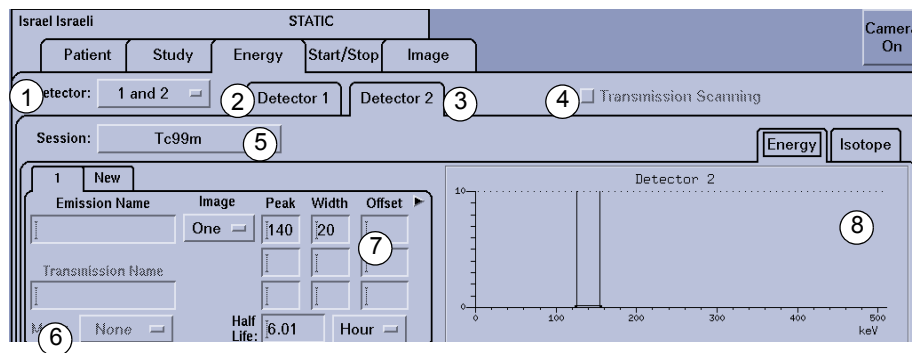 Israel Israeli STATIC
Camera
On
Patient Study Energy Start/Stop Image
1 etector: 1 and 2 2 Detector 1 Detector 2 3 4 Transmission Scanning
Session: Tc99m 5
Energy Isotope
1 New
Emission Name Image Peak Width Offset
One 140 20
7
Transmission Name
M 6 None
Half
Life: 6.01 Hour
Detector 2
10
0
0 100 200 300 400 500
keV
8